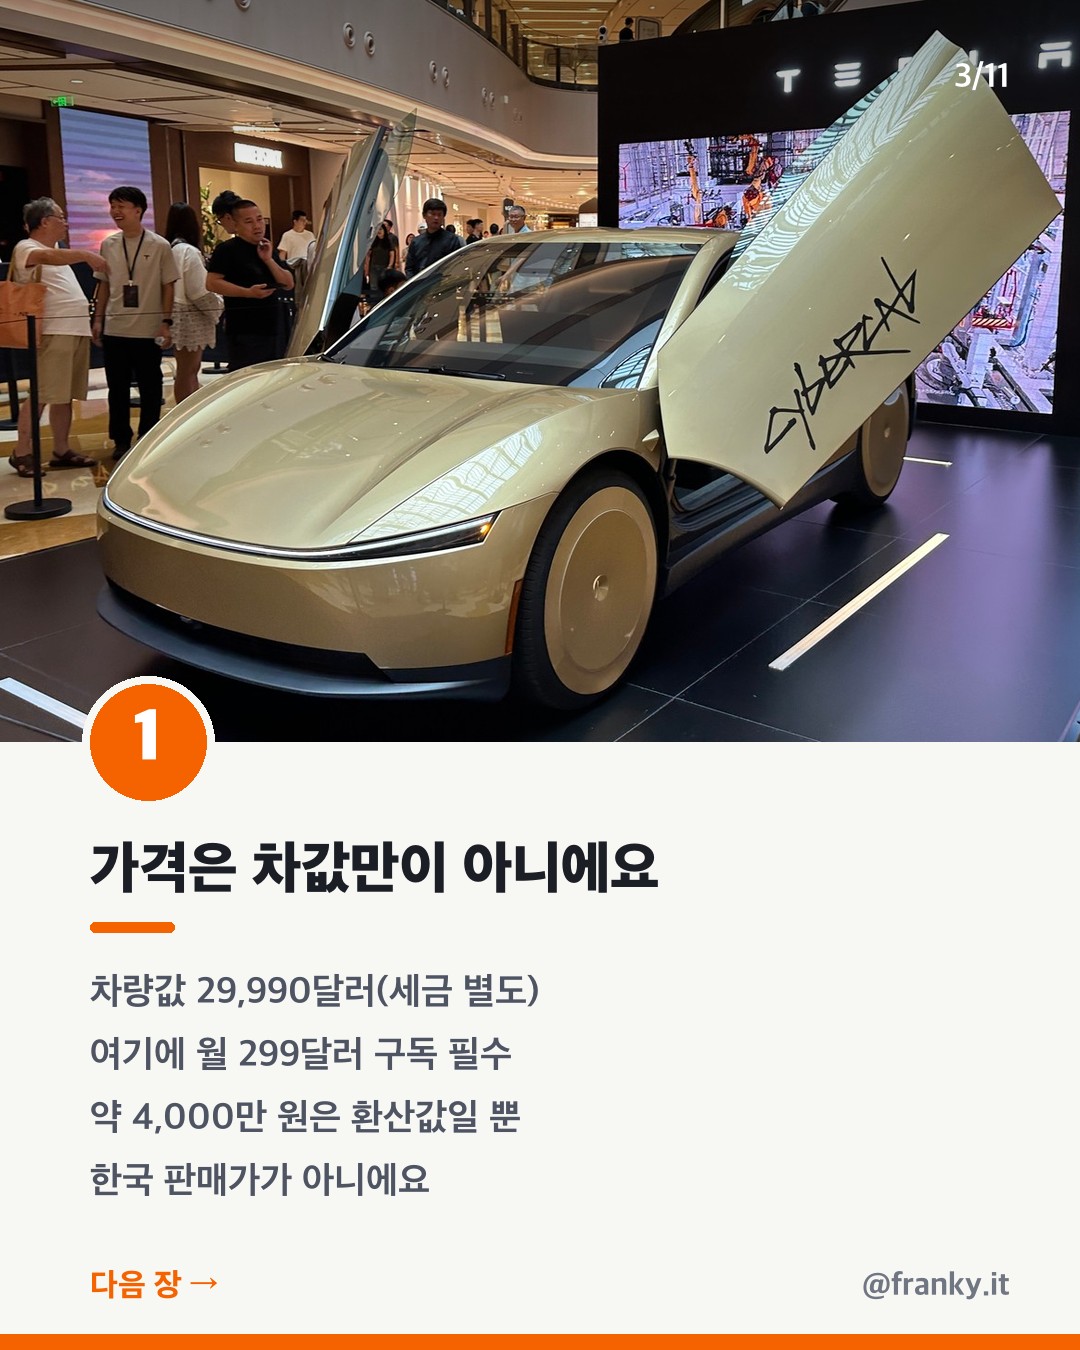 3/11
CYBERCAB
1
가격은 차값만이 아니에요
차량값 29,990달러(세금 별도)
여기에 월 299달러 구독 필수
약 4,000만 원은 환산값일 뿐
한국 판매가가 아니에요
다음 장 →
@franky.it